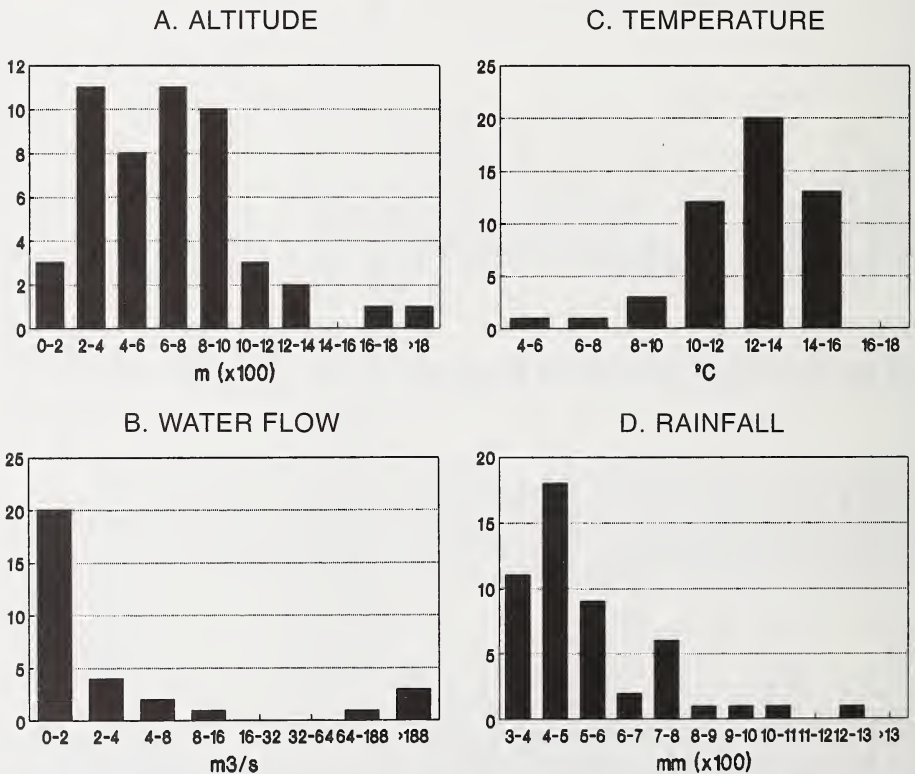 A. ALTITUDE
12
10
8
6
4
2
0
0-2 2-4 4-6 6-8 8-10 10-12 12-14 14-16 16-18 >18
m (x100)
C. TEMPERATURE
25
20
15
10
5
0
4-6 6-8 8-10 10-12 12-14 14-16 16-18
ºC
B. WATER FLOW
25
20
15
10
5
0
0-2 2-4 4-8 8-16 16-32 32-64 64-188 >188
m3/s
D. RAINFALL
20
15
10
5
0
3-4 4-5 5-6 6-7 7-8 8-9 9-10 10-11 11-12 12-13 >13
mm (x100)